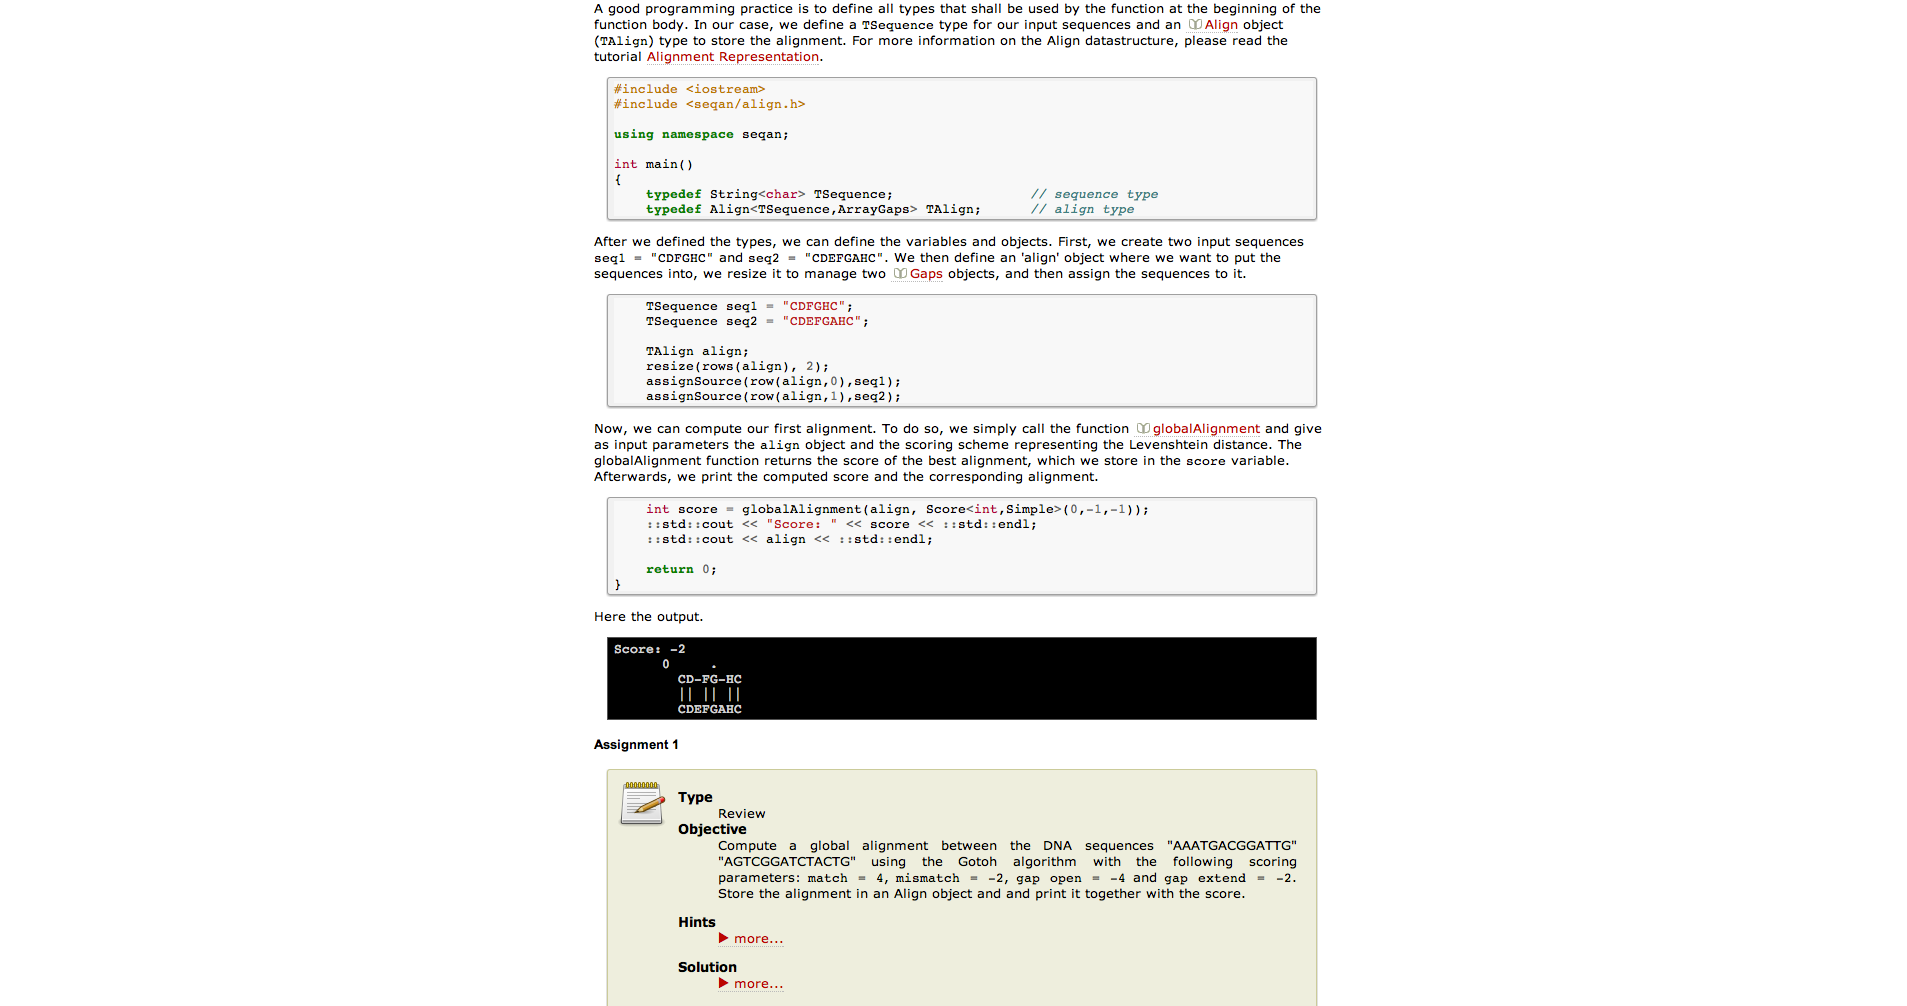 A good programming practice is to define all types that shall be used by the function at the beginning of the
function body. In our case, we define a TSequence type for our input sequences and an Align object
(TAlign) type to store the alignment. For more information on the Align datastructure, please read the
tutorial Alignment Representation.
#include <iostream>
#include <seqan/align.h>
using namespace seqan;
int main()
{
typedef String<char> TSequence; // sequence type
typedef Align<TSequence,ArrayGaps> TAlign; // align type
After we defined the types, we can define the variables and objects. First, we create two input sequences
seq1 = "CDFGHC" and seq2 = "CDEFGAHC". We then define an 'align' object where we want to put the
sequences into, we resize it to manage two Gaps objects, and then assign the sequences to it.
TSequence seq1 = "CDFGHC";
TSequence seq2 = "CDEFGAHC";
TAlign align;
resize(rows(align), 2);
assignSource(row(align,0),seq1);
assignSource(row(align,1),seq2);
Now, we can compute our first alignment. To do so, we simply call the function globalAlignment and give
as input parameters the align object and the scoring scheme representing the Levenshtein distance. The
globalAlignment function returns the score of the best alignment, which we store in the score variable.
Afterwards, we print the computed score and the corresponding alignment.
int score = globalAlignment(align, Score<int,Simple>(0,-1,-1));
::std::cout << "Score: " << score << ::std::endl;
::std::cout << align << ::std::endl;
return 0;
}
Here the output.
Score: -2
0 .
CD-FG-HC
|| || ||
CDEFGAHC
Assignment 1
Type
Review
Objective
Compute a global alignment between the DNA sequences "AAATGACGGATTG"
"AGTCGGATCTACTG" using the Gotoh algorithm with the following scoring
parameters: match = 4, mismatch = -2, gap open = -4 and gap extend = -2.
Store the alignment in an Align object and and print it together with the score.
Hints
more...
Solution
more...